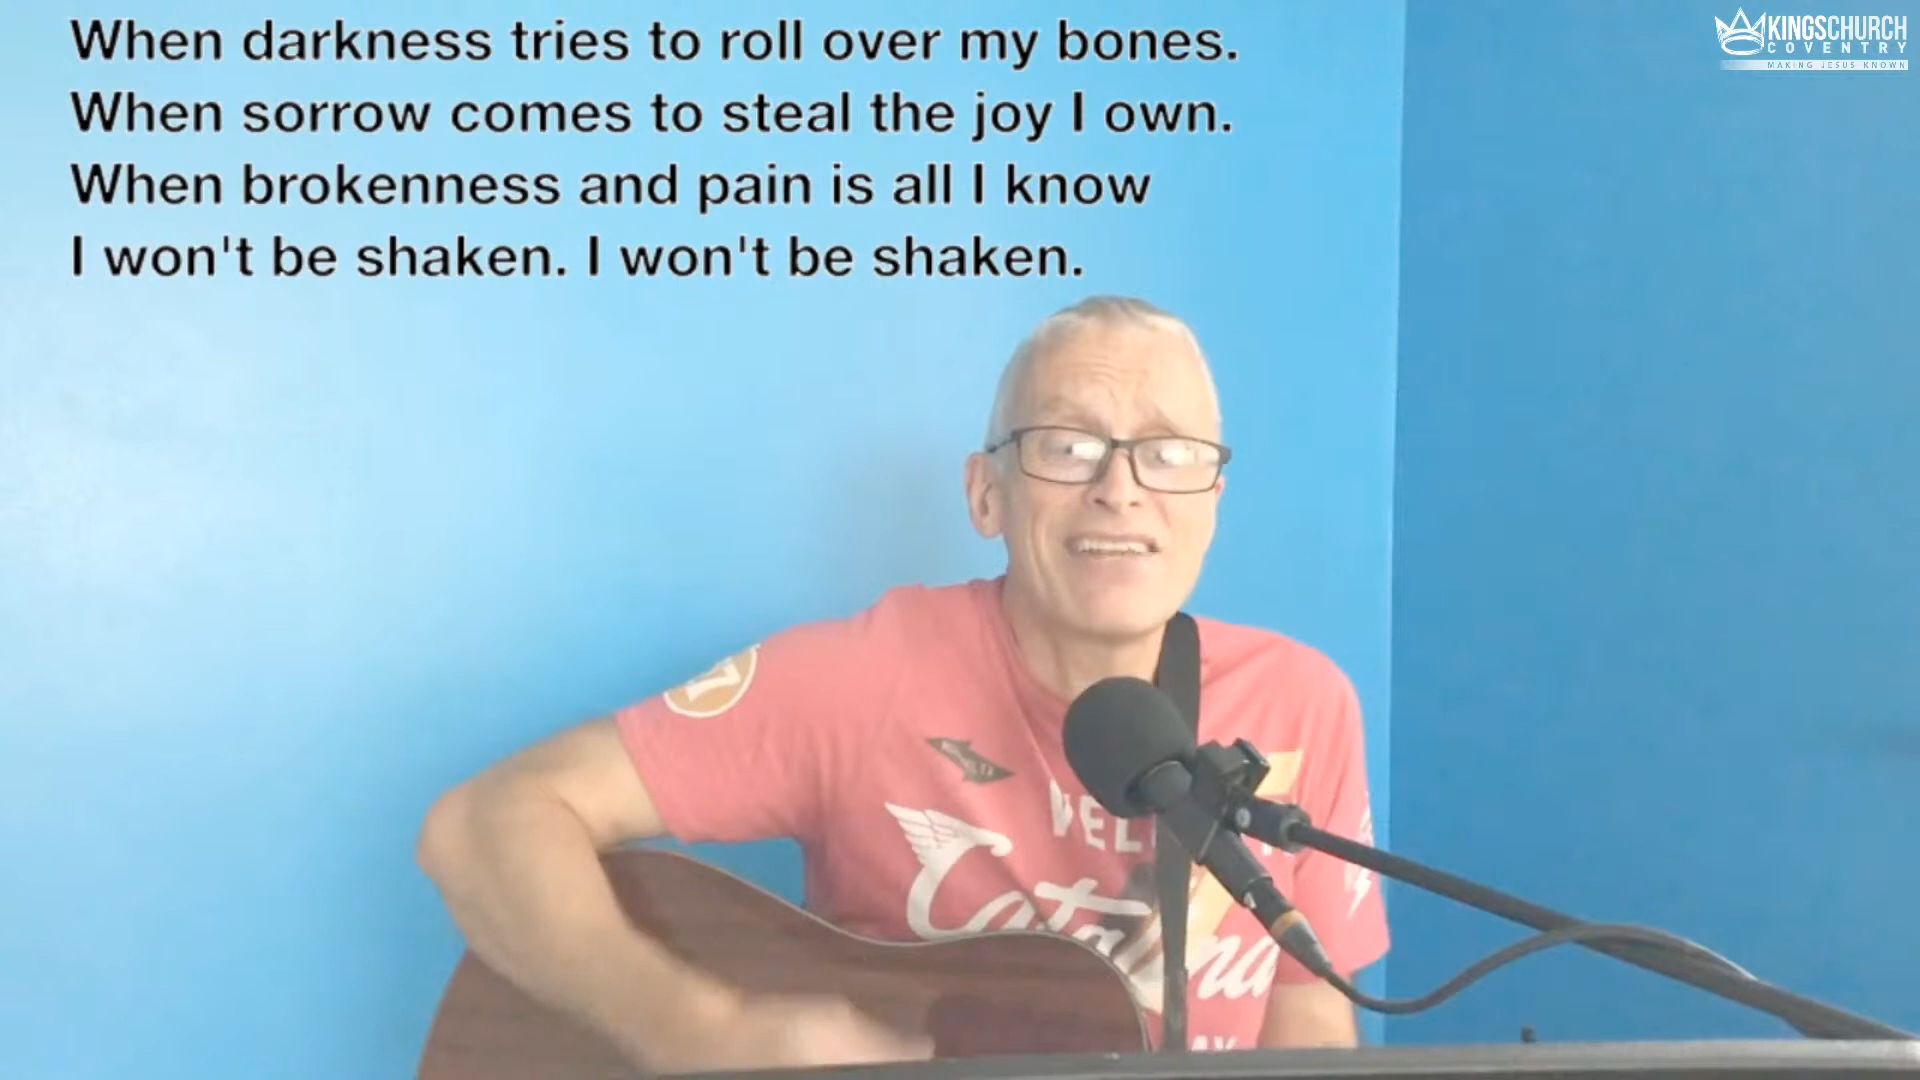 When darkness tries to roll over my bones.
When sorrow comes to steal the joy I own.
When brokenness and pain is all I know
I won't be shaken. I won't be shaken.
KINGSCHURCH
COVENTRY
MAKING JESUS KNOWN
Catalina